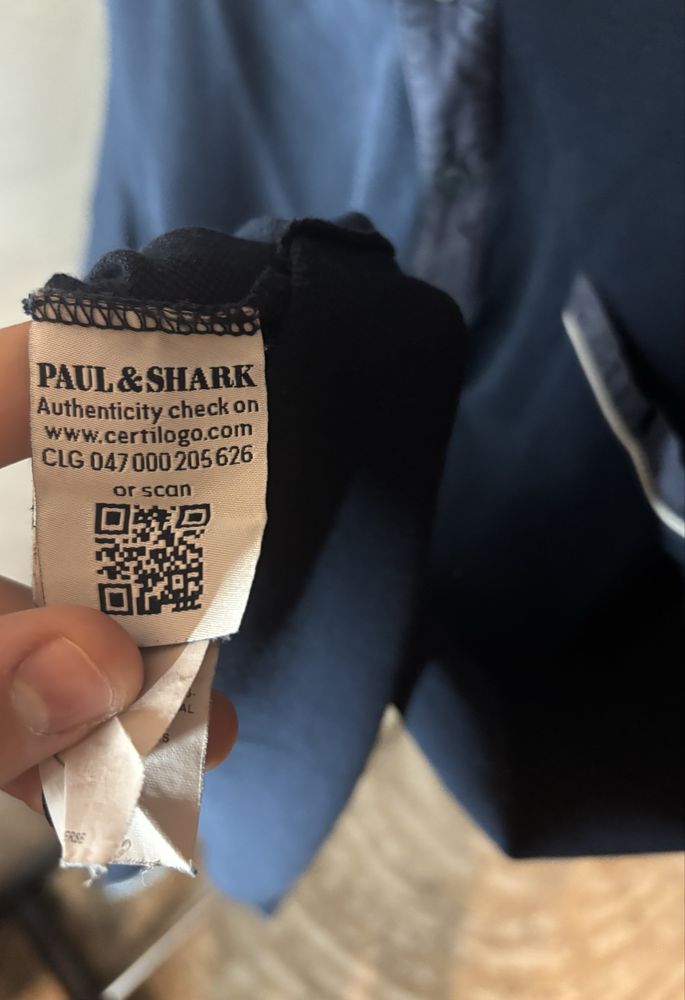 PAUL & SHARK
Authenticity check on
www.certilogo.com
CLG 047 000 205 626
or scan